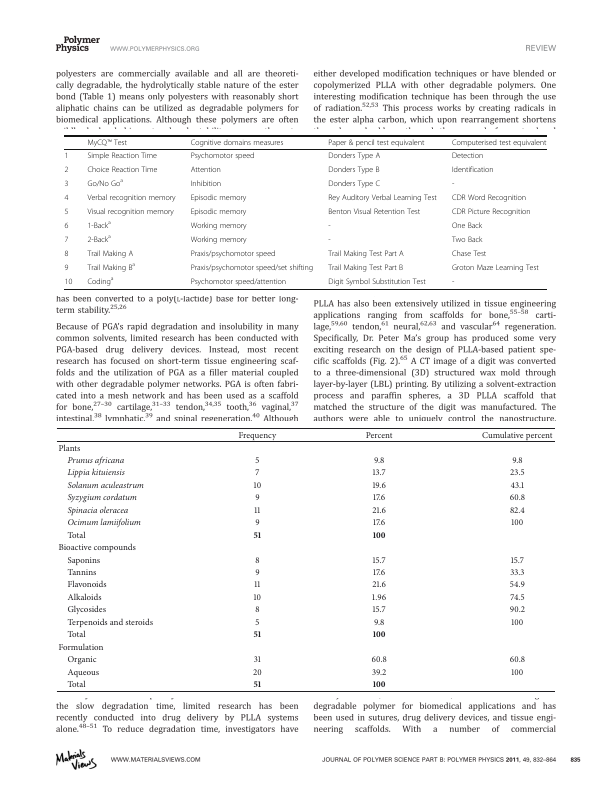 Polymer
Physics WWW.POLYMERPHYSICS.ORG REVIEW
polyesters are commercially available and all are theoreti-
cally degradable, the hydrolytically stable nature of the ester
bond (Table 1) means only polyesters with reasonably short
aliphatic chains can be utilized as degradable polymers for
biomedical applications. Although these polymers are often
either developed modification techniques or have blended or
copolymerized PLLA with other degradable polymers. One
interesting modification technique has been through the use
of radiation.52,53 This process works by creating radicals in
the ester alpha carbon, which upon rearrangement shortens
MyCQ™ Test Cognitive domains measures Paper & pencil test equivalent Computerised test equivalent
1 Simple Reaction Time Psychomotor speed Donders Type A Detection
2 Choice Reaction Time Attention Donders Type B Identification
3 Go/No Goa Inhibition Donders Type C -
4 Verbal recognition memory Episodic memory Rey Auditory Verbal Learning Test CDR Word Recognition
5 Visual recognition memory Episodic memory Benton Visual Retention Test CDR Picture Recognition
6 1-Backa Working memory - One Back
7 2-Backa Working memory - Two Back
8 Trail Making A Praxis/psychomotor speed Trail Making Test Part A Chase Test
9 Trail Making Ba Praxis/psychomotor speed/set shifting Trail Making Test Part B Groton Maze Learning Test
10 Codinga Psychomotor speed/attention Digit Symbol Substitution Test -
has been converted to a poly(L-lactide) base for better long-
term stability.25,26
Because of PGA's rapid degradation and insolubility in many
common solvents, limited research has been conducted with
PGA-based drug delivery devices. Instead, most recent
research has focused on short-term tissue engineering scaf-
folds and the utilization of PGA as a filler material coupled
with other degradable polymer networks. PGA is often fabri-
cated into a mesh network and has been used as a scaffold
for bone,27–30 cartilage,31–33 tendon,34,35 tooth,36 vaginal,37
intestinal,38 lymphatic,39 and spinal regeneration.40 Although
PLLA has also been extensively utilized in tissue engineering
applications ranging from scaffolds for bone,55–58 carti-
lage,59,60 tendon,61 neural,62,63 and vascular64 regeneration.
Specifically, Dr. Peter Ma's group has produced some very
exciting research on the design of PLLA-based patient spe-
cific scaffolds (Fig. 2).65 A CT image of a digit was converted
to a three-dimensional (3D) structured wax mold through
layer-by-layer (LBL) printing. By utilizing a solvent-extraction
process and paraffin spheres, a 3D PLLA scaffold that
matched the structure of the digit was manufactured. The
authors were able to uniquely control the nanostructure,
Frequency Percent Cumulative percent
Plants
Prunus africana 5 9.8 9.8
Lippia kituiensis 7 13.7 23.5
Solanum aculeastrum 10 19.6 43.1
Syzygium cordatum 9 17.6 60.8
Spinacia oleracea 11 21.6 82.4
Ocimum lamiifolium 9 17.6 100
Total 51 100
Bioactive compounds
Saponins 8 15.7 15.7
Tannins 9 17.6 33.3
Flavonoids 11 21.6 54.9
Alkaloids 10 1.96 74.5
Glycosides 8 15.7 90.2
Terpenoids and steroids 5 9.8 100
Total 51 100
Formulation
Organic 31 60.8 60.8
Aqueous 20 39.2 100
Total 51 100
the slow degradation time, limited research has been
recently conducted into drug delivery by PLLA systems
alone.48–51 To reduce degradation time, investigators have
degradable polymer for biomedical applications and has
been used in sutures, drug delivery devices, and tissue engi-
neering scaffolds. With a number of commercial
Materials
Views WWW.MATERIALSVIEWS.COM JOURNAL OF POLYMER SCIENCE PART B: POLYMER PHYSICS 2011, 49, 832–864 835